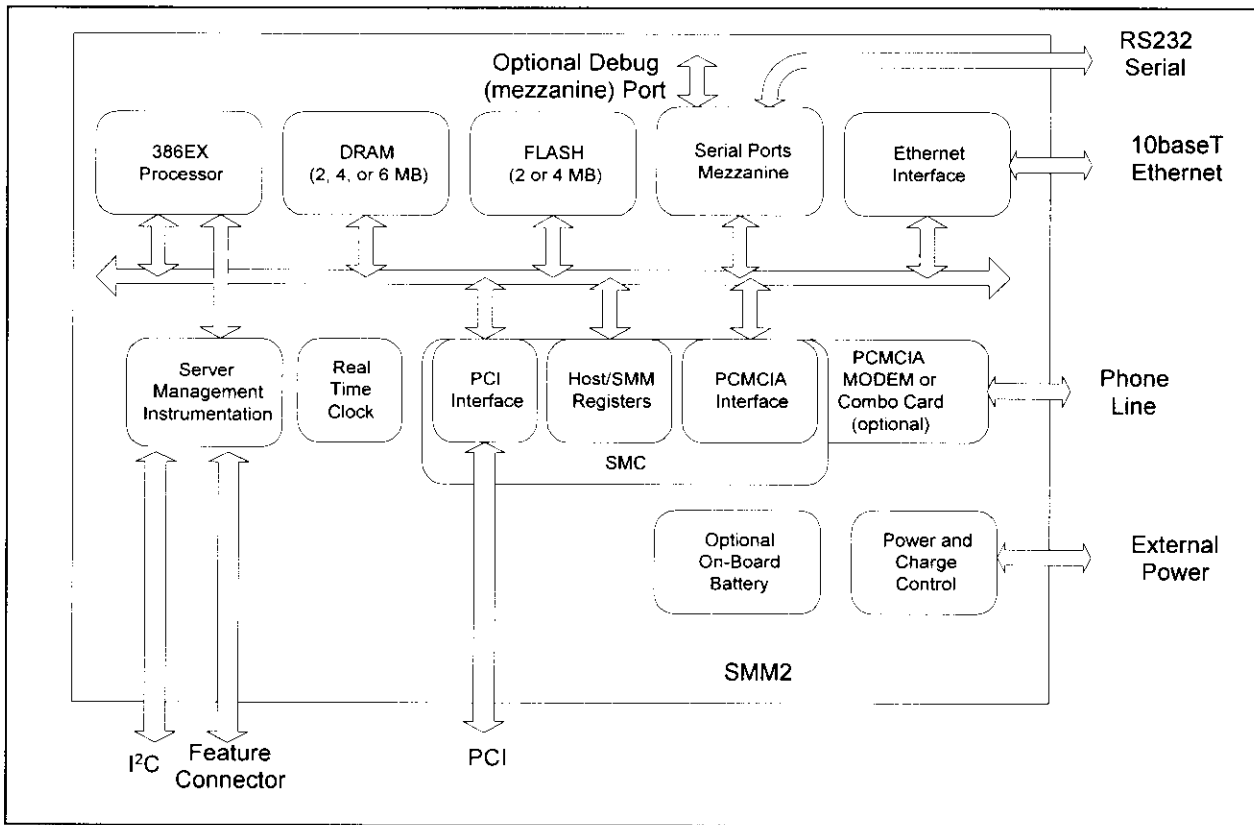 RS232
Serial
Optional Debug
(mezzanine) Port
386EX
Processor
DRAM
(2, 4, or 6 MB)
FLASH
(2 or 4 MB)
Serial Ports
Mezzanine
Ethernet
Interface
10baseT
Ethernet
Server
Management
Instrumentation
Real
Time
Clock
PCI
Interface
Host/SMM
Registers
PCMCIA
Interface
PCMCIA
MODEM or
Combo Card
(optional)
Phone
Line
SMC
Optional
On-Board
Battery
Power and
Charge
Control
External
Power
SMM2
I²C
Feature
Connector
PCI